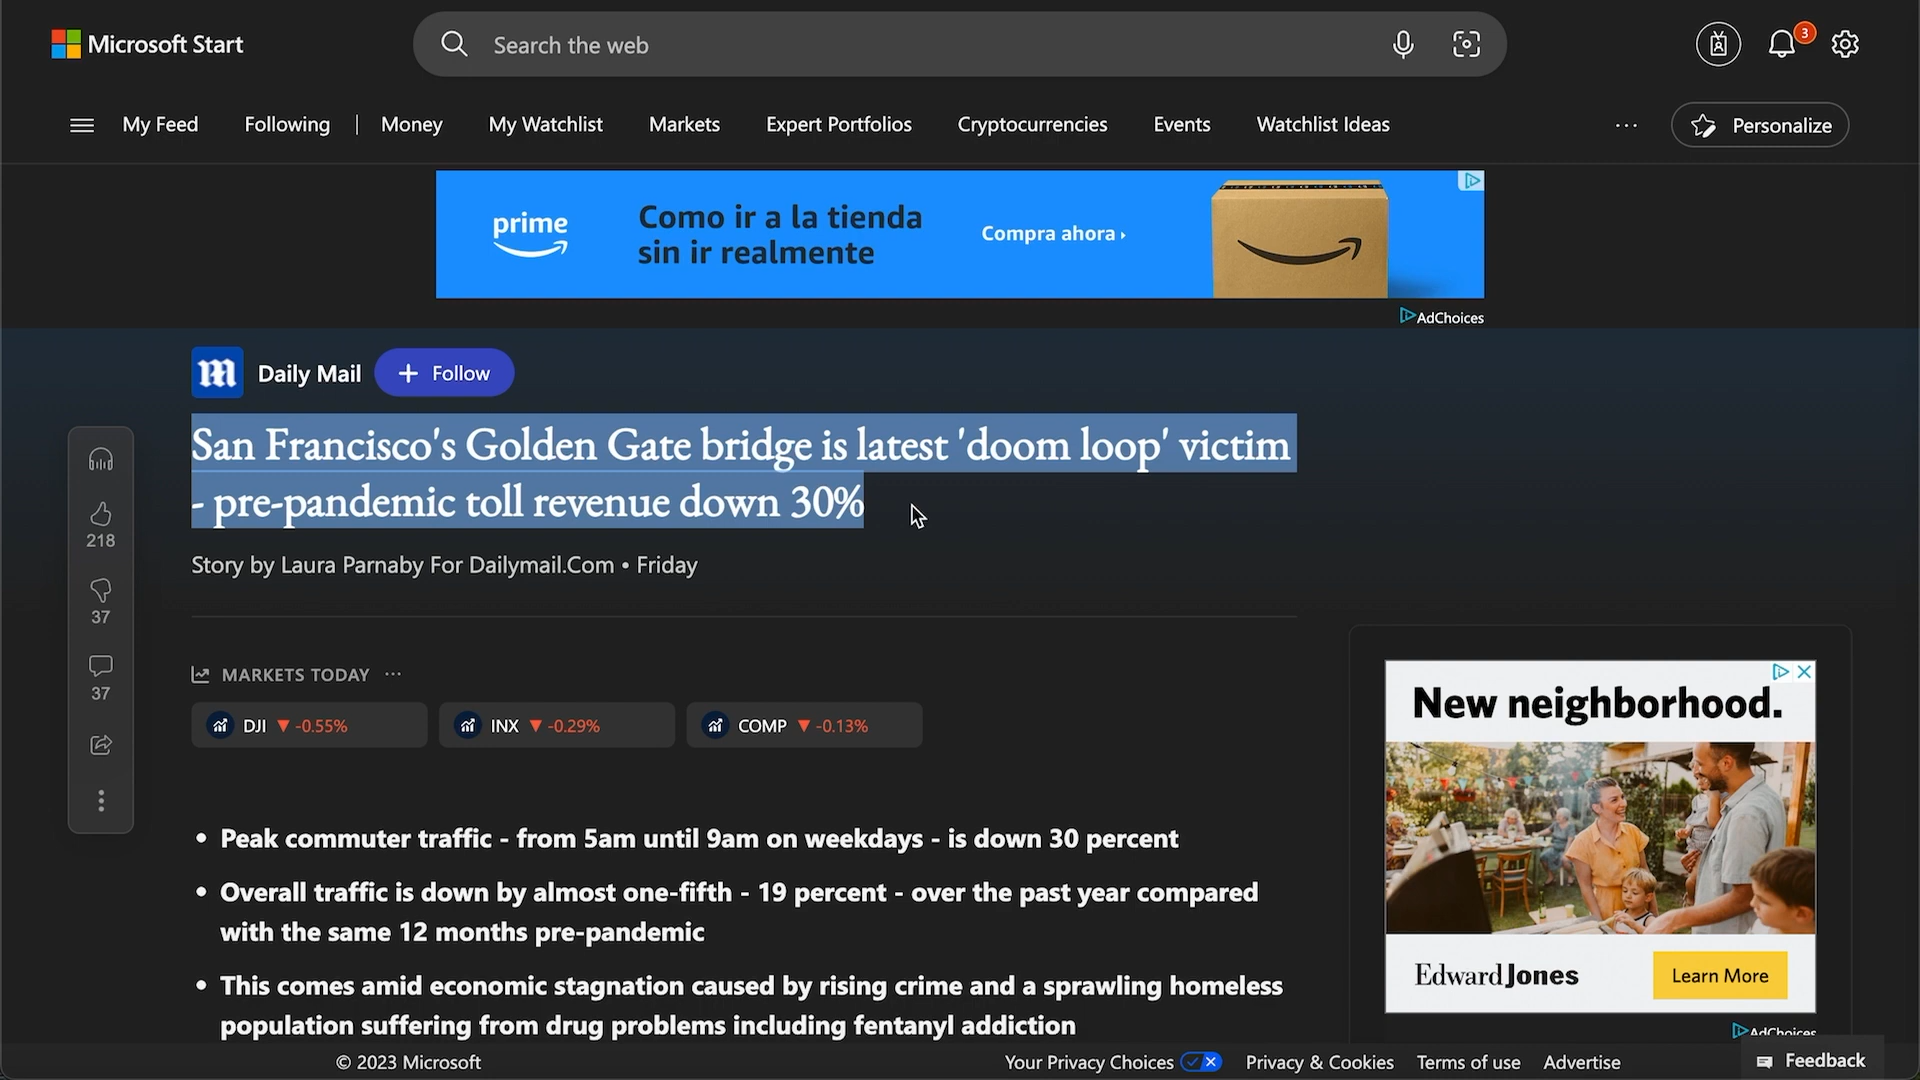 Microsoft Start
Search the web
3
My Feed
Following
Money
My Watchlist
Markets
Expert Portfolios
Cryptocurrencies
Events
Watchlist Ideas
Personalize
prime
Como ir a la tienda
sin ir realmente
Compra ahora
AdChoices
m
Daily Mail
+ Follow
San Francisco's Golden Gate bridge is latest 'doom loop' victim
- pre-pandemic toll revenue down 30%
Story by Laura Parnaby For Dailymail.Com • Friday
218
37
37
MARKETS TODAY ...
DJI ▼ -0.55%
INX ▼ -0.29%
COMP ▼ -0.13%
• Peak commuter traffic - from 5am until 9am on weekdays - is down 30 percent
• Overall traffic is down by almost one-fifth - 19 percent - over the past year compared
with the same 12 months pre-pandemic
• This comes amid economic stagnation caused by rising crime and a sprawling homeless
population suffering from drug problems including fentanyl addiction
New neighborhood.
Edward Jones
Learn More
AdChoices
© 2023 Microsoft
Your Privacy Choices
Privacy & Cookies
Terms of use
Advertise
Feedback